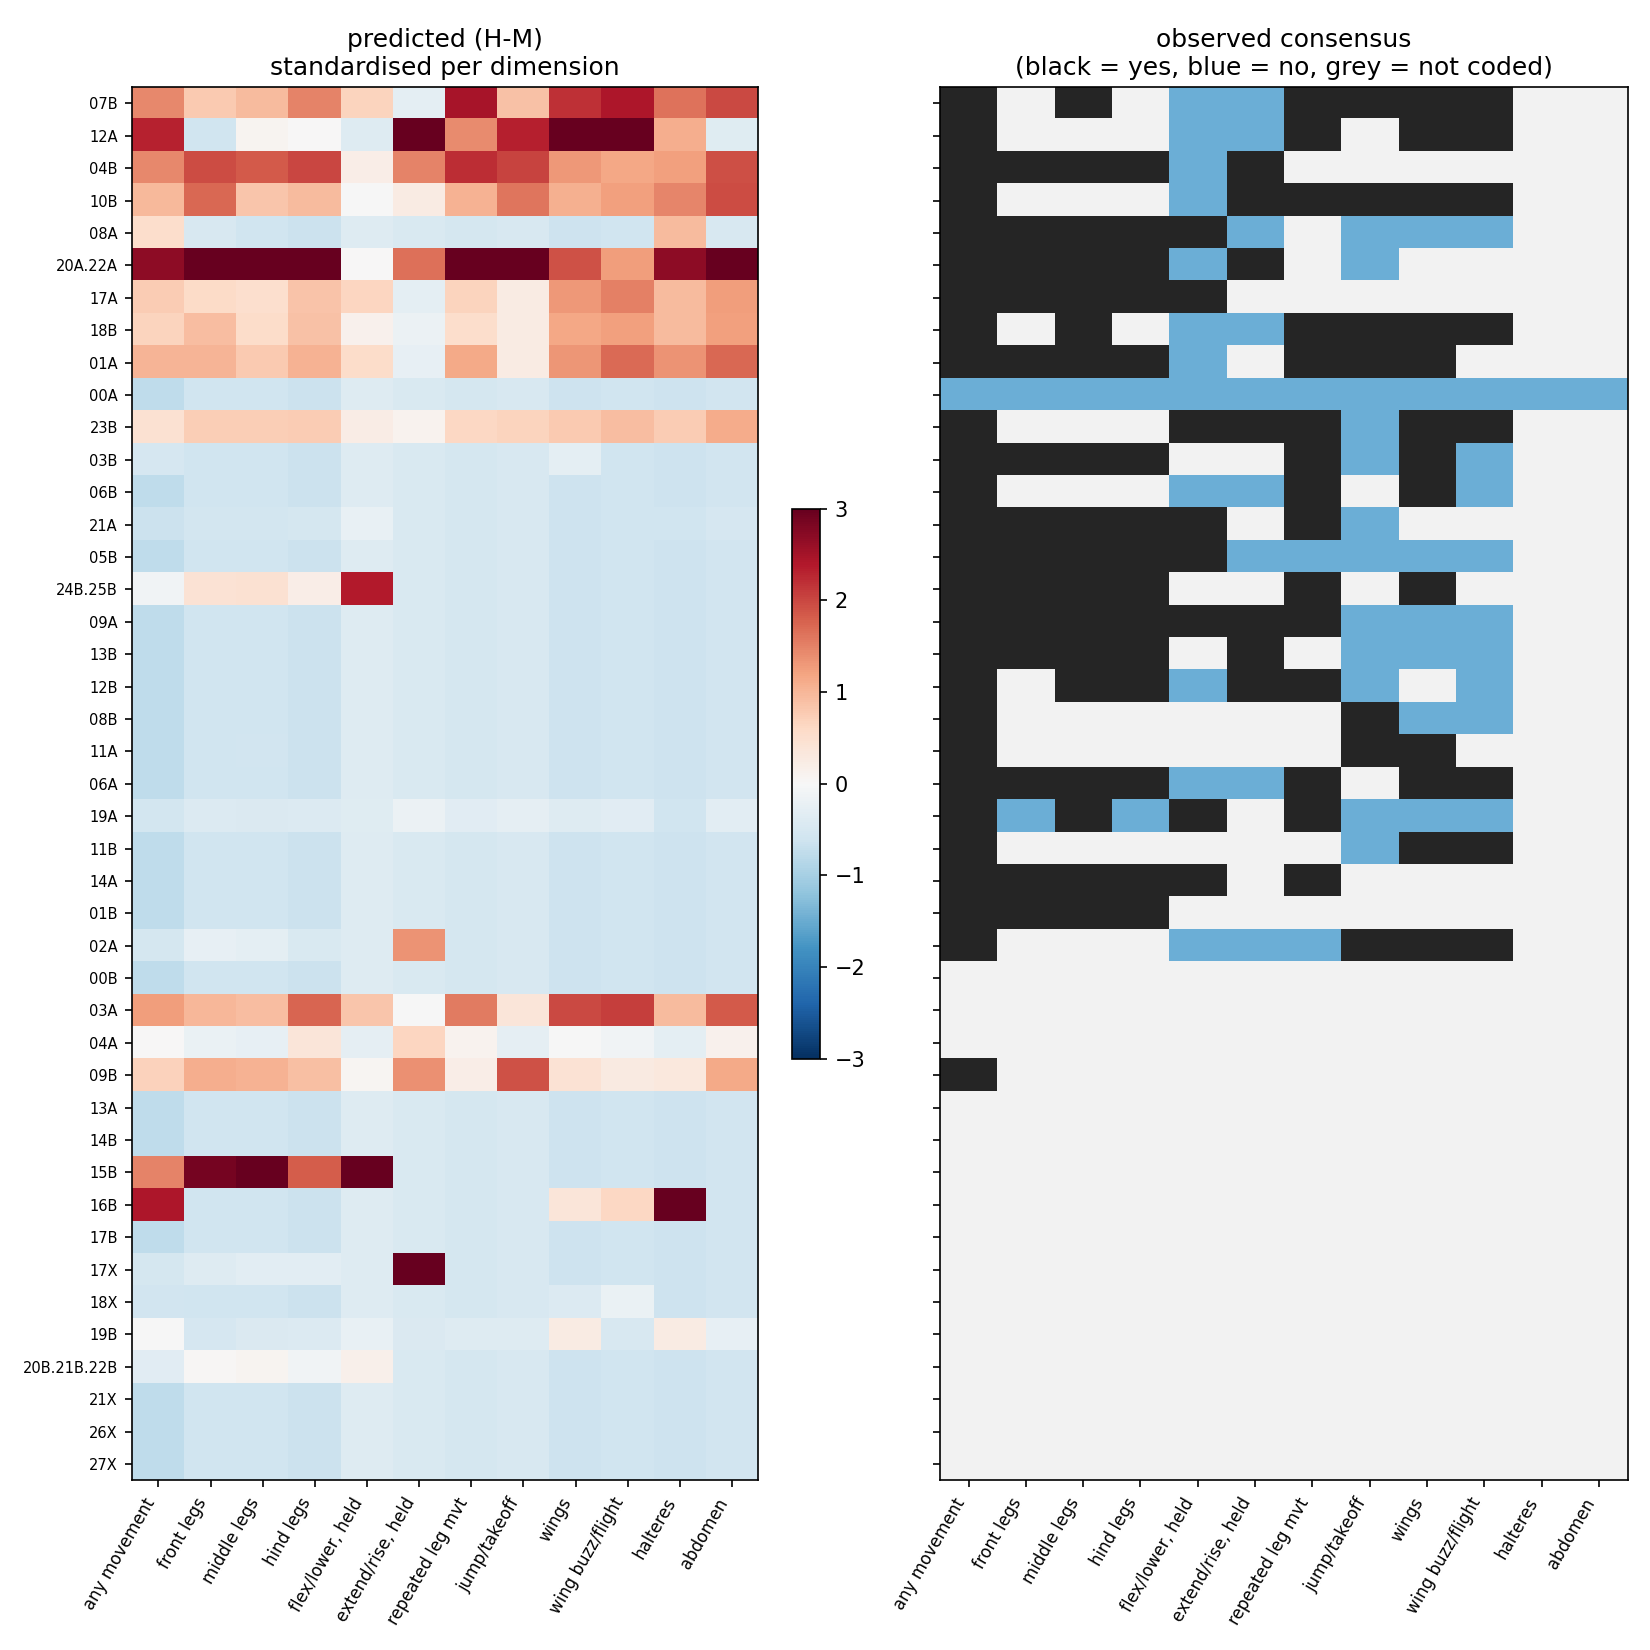 predicted (H-M)
standardised per dimension
observed consensus
(black = yes, blue = no, grey = not coded)
07B
12A
04B
10B
08A
20A.22A
17A
18B
01A
00A
23B
03B
06B
21A
05B
24B.25B
09A
13B
12B
08B
11A
06A
19A
11B
14A
01B
02A
00B
03A
04A
09B
13A
14B
15B
16B
17B
17X
18X
19B
20B.21B.22B
21X
26X
27X
3
2
1
0
−1
−2
−3
any movement
front legs
middle legs
hind legs
flex/lower, held
extend/rise, held
repeated leg mvt
jump/takeoff
wings
wing buzz/flight
halteres
abdomen
any movement
front legs
middle legs
hind legs
flex/lower, held
extend/rise, held
repeated leg mvt
jump/takeoff
wings
wing buzz/flight
halteres
abdomen